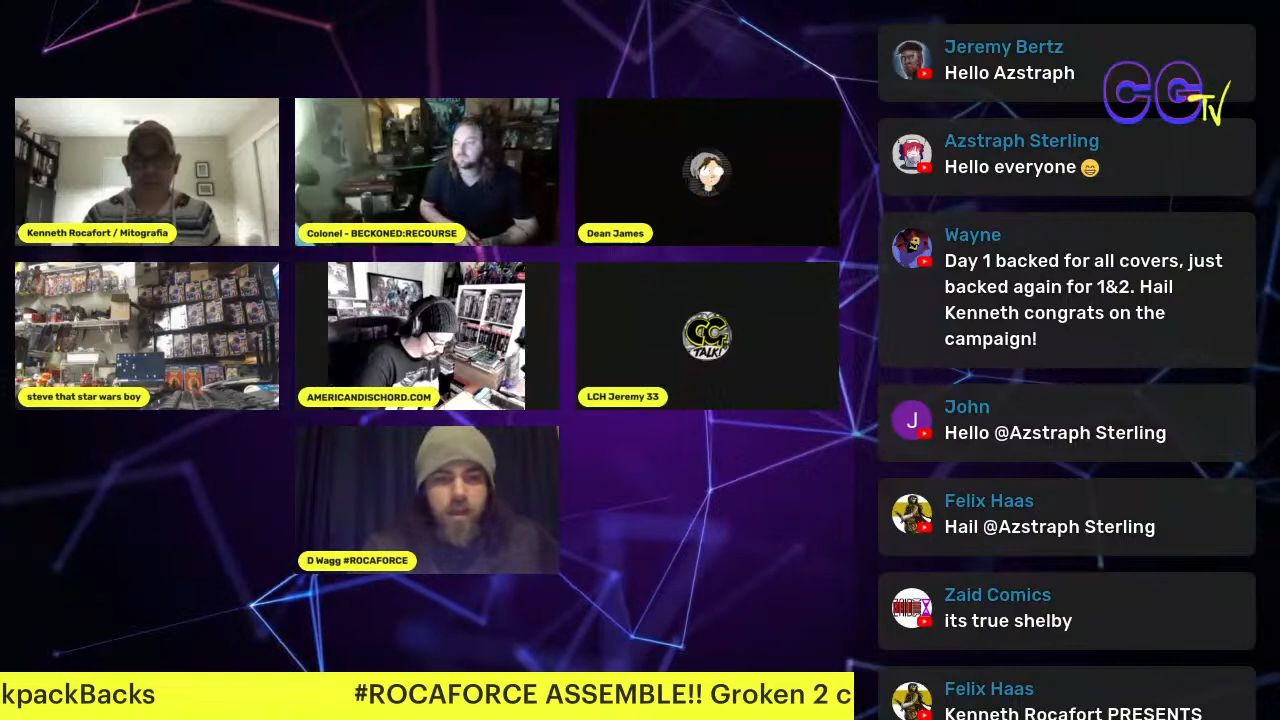 Kenneth Rocafort / Mitografia
Colonel - BECKONED:RECOURSE
Dean James
steve that star wars boy
AMERICANDISCHORD.COM
CG
TALK!
LCH Jeremy 33
D Wagg #ROCAFORCE
kpackBacks
#ROCAFORCE ASSEMBLE!! Groken 2 c
CG
TV
Jeremy Bertz
Hello Azstraph
Azstraph Sterling
Hello everyone 😁
Wayne
Day 1 backed for all covers, just
backed again for 1&2. Hail
Kenneth congrats on the
campaign!
J
John
Hello @Azstraph Sterling
Felix Haas
Hail @Azstraph Sterling
Zaid Comics
its true shelby
Felix Haas
Kenneth Rocafort PRESENTS